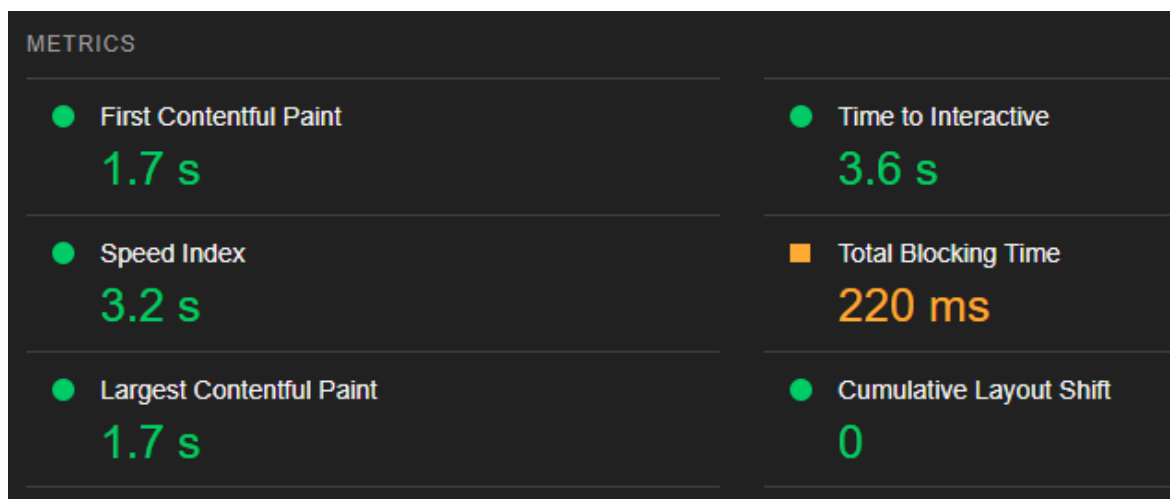 METRICS
First Contentful Paint
1.7 s
Time to Interactive
3.6 s
Speed Index
3.2 s
Total Blocking Time
220 ms
Largest Contentful Paint
1.7 s
Cumulative Layout Shift
0